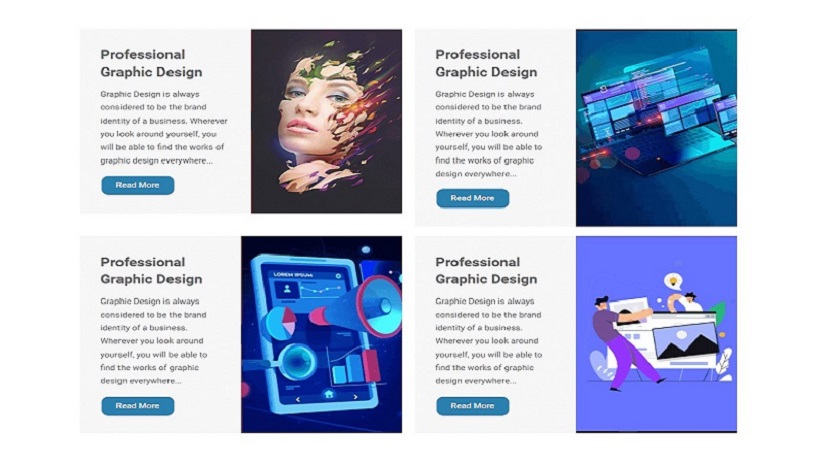 Professional
Graphic Design
Graphic Design is always
considered to be the brand
identity of a business. Wherever
you look around yourself, you
will be able to find the works of
graphic design everywhere...
Read More
Professional
Graphic Design
Graphic Design is always
considered to be the brand
identity of a business.
Wherever you look around
yourself, you will be able to
find the works of graphic
design everywhere...
Read More
Professional
Graphic Design
Graphic Design is always
considered to be the brand
identity of a business.
Wherever you look around
yourself, you will be able to
find the works of graphic
design everywhere...
Read More
LOREM IPSUM:
Professional
Graphic Design
Graphic Design is always
considered to be the brand
identity of a business.
Wherever you look around
yourself, you will be able to
find the works of graphic
design everywhere...
Read More